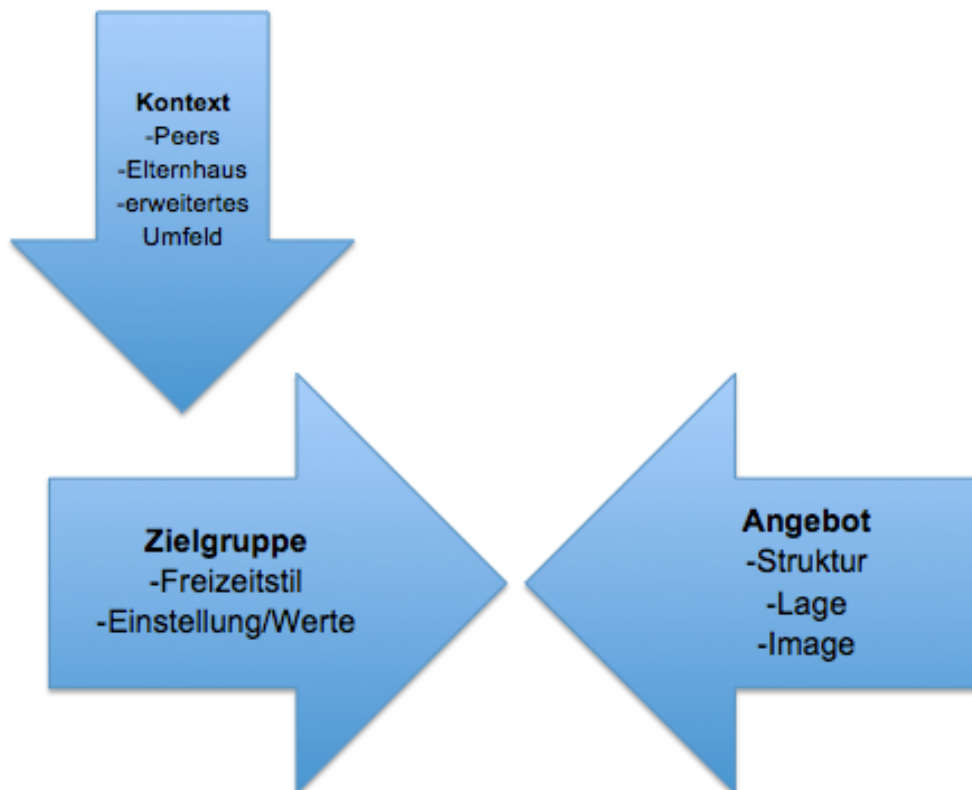 Kontext
-Peers
-Elternhaus
-erweitertes
Umfeld
Zielgruppe
-Freizeitstil
-Einstellung/Werte
Angebot
-Struktur
-Lage
-Image